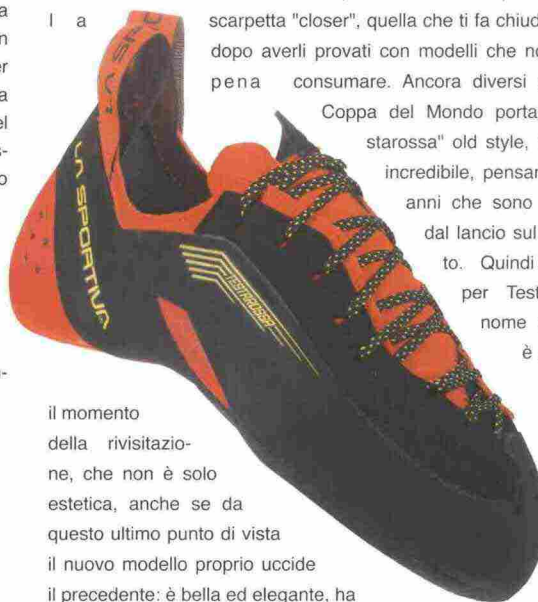 la
scarpetta "closer", quella che ti fa chiud
dopo averli provati con modelli che no
pena consumare. Ancora diversi
Coppa del Mondo porta
starossa" old style,
incredibile, pensar
anni che sono
dal lancio sul
to. Quindi
per Test
nome
è
il momento
della rivisitazio-
ne, che non è solo
estetica, anche se da
questo ultimo punto di vista
il nuovo modello proprio uccide
il precedente: è bella ed elegante, ha
LA SPORTIVA
LA SPORTIVA
TESTAROSSA